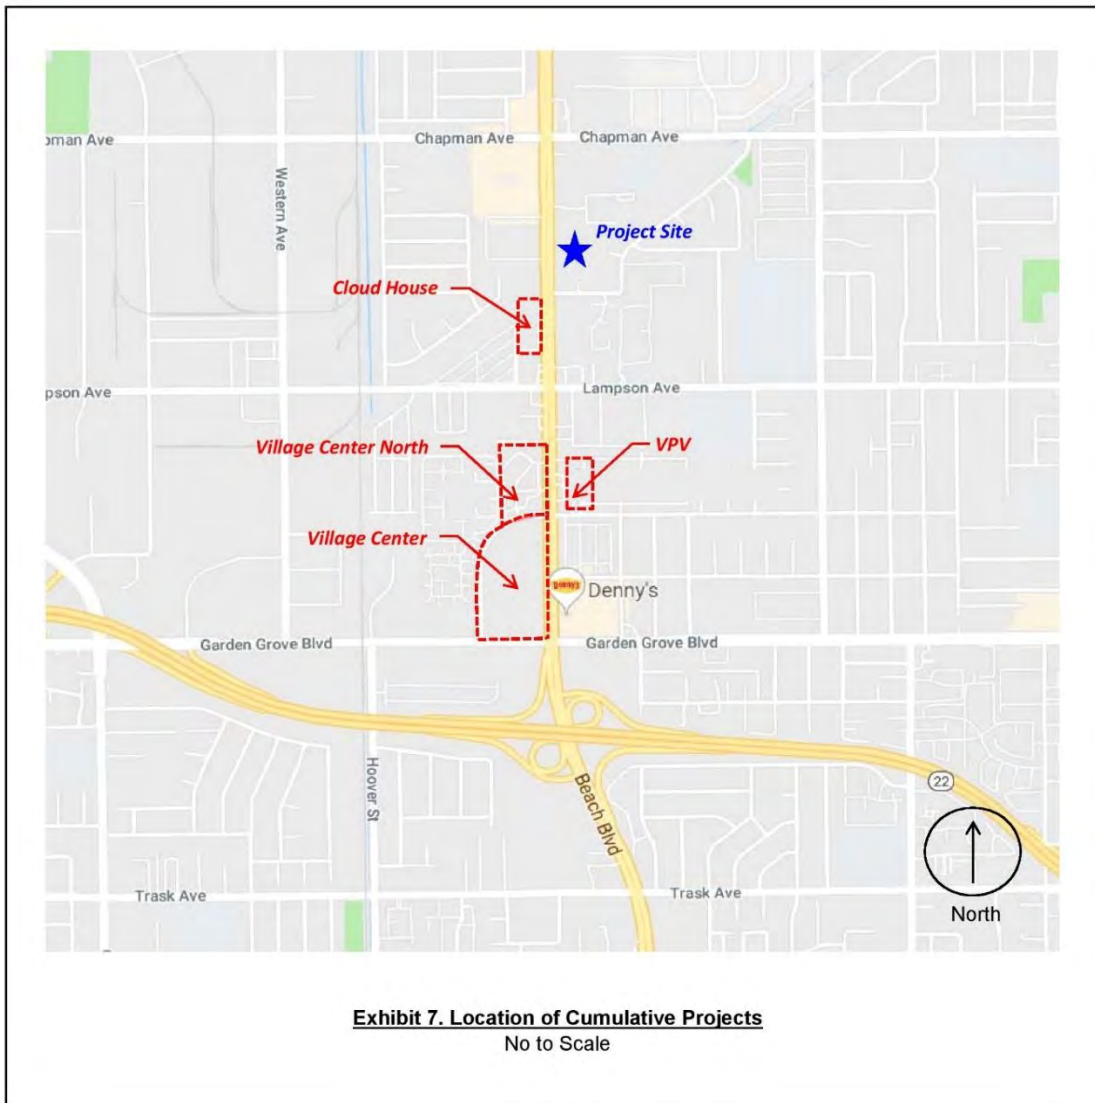 pman Ave
Chapman Ave
Chapman Ave
Western Ave
Project Site
Cloud House
pson Ave
Lampson Ave
Village Center North
VPV
Village Center
Denny's
Denny's
Garden Grove Blvd
Garden Grove Blvd
Hoover St
Beach Blvd
22
Trask Ave
Trask Ave
North
Exhibit 7. Location of Cumulative Projects
No to Scale